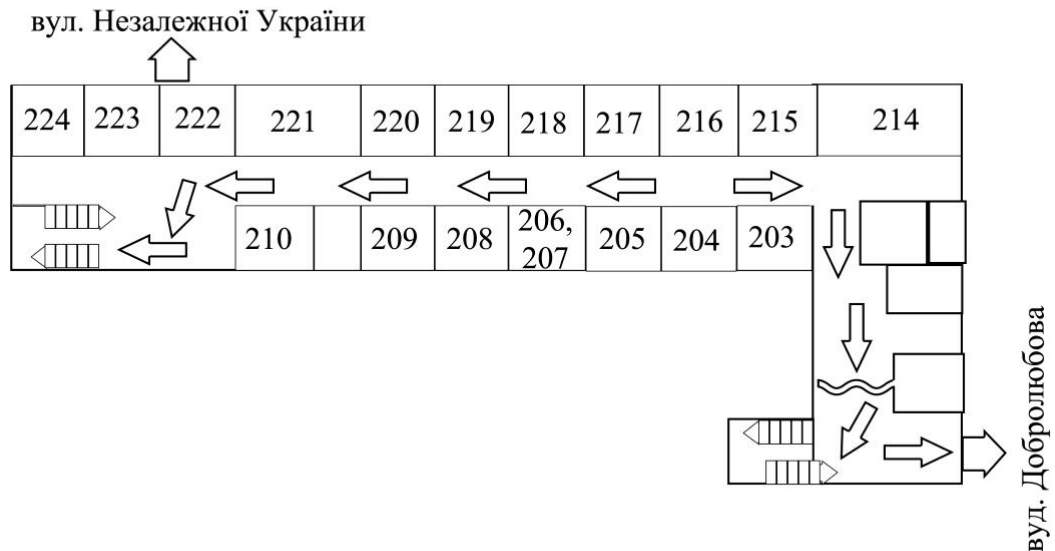 вул. Незалежної України
224 223 222 221 220 219 218 217 216 215 214
210 209 208 206, 207 205 204 203
вуд. Добролюбова